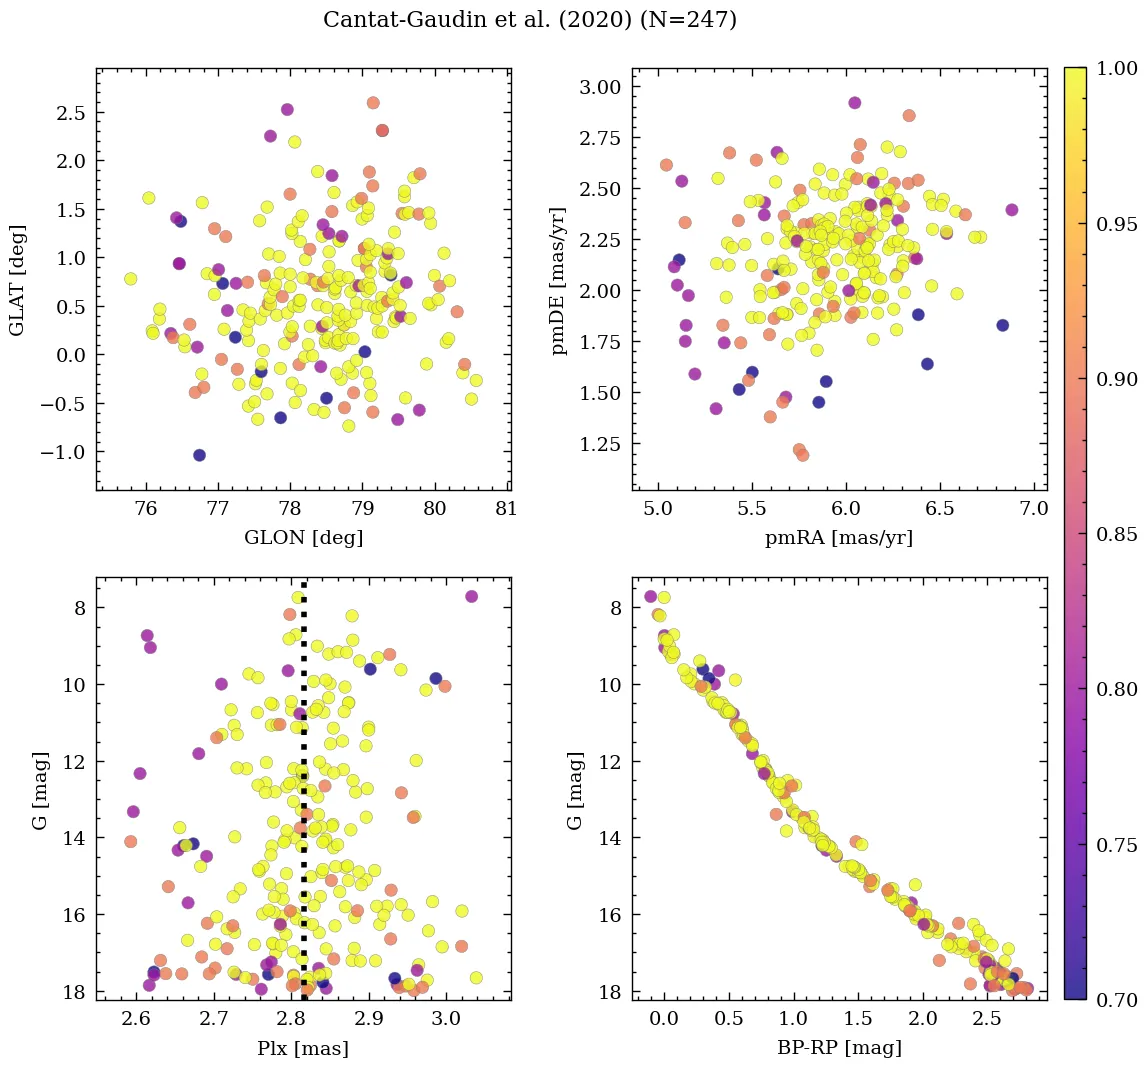 Cantat-Gaudin et al. (2020) (N=247)
GLAT [deg]
2.5
2.0
1.5
1.0
0.5
0.0
−0.5
−1.0
76 77 78 79 80 81
GLON [deg]
pmDE [mas/yr]
3.00
2.75
2.50
2.25
2.00
1.75
1.50
1.25
5.0 5.5 6.0 6.5 7.0
pmRA [mas/yr]
G [mag]
8
10
12
14
16
18
2.6 2.7 2.8 2.9 3.0
Plx [mas]
G [mag]
8
10
12
14
16
18
0.0 0.5 1.0 1.5 2.0 2.5
BP-RP [mag]
1.00
0.95
0.90
0.85
0.80
0.75
0.70